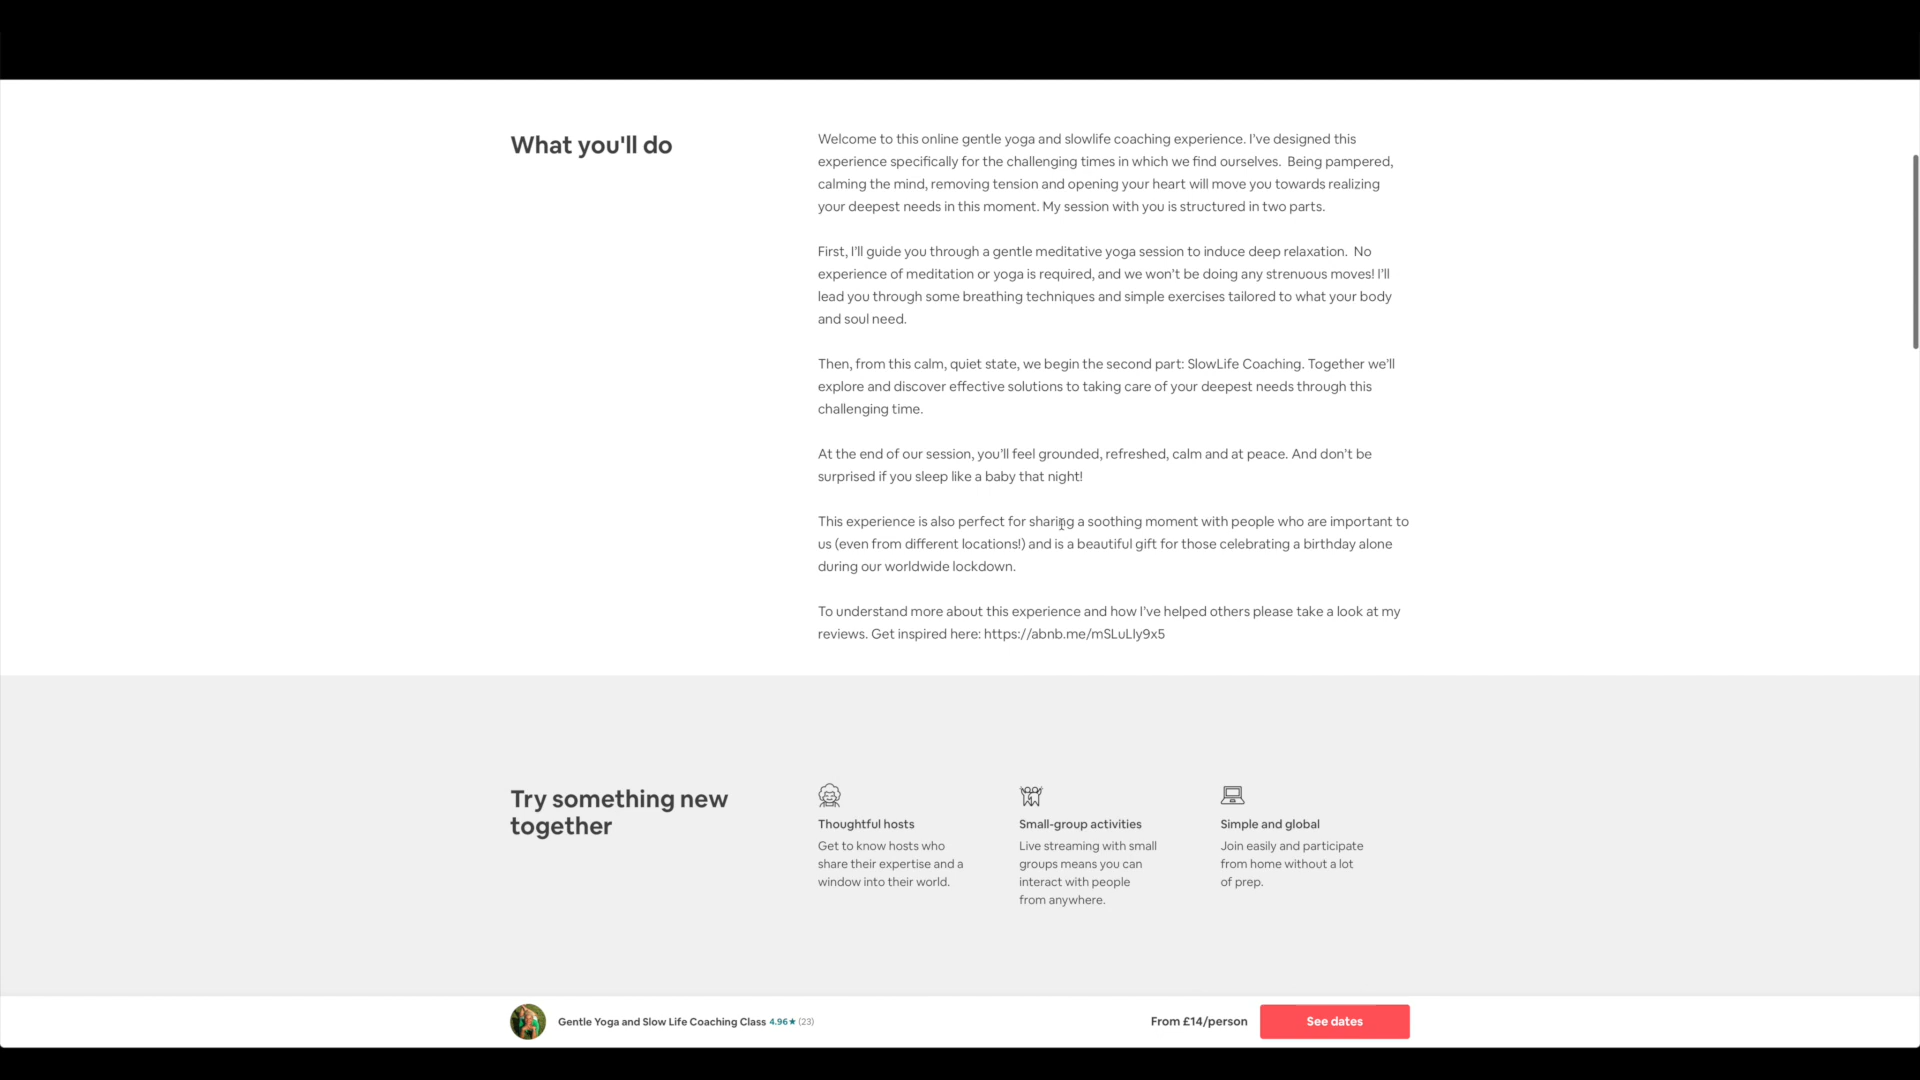 What you'll do
Welcome to this online gentle yoga and slowlife coaching experience. I've designed this
experience specifically for the challenging times in which we find ourselves.  Being pampered,
calming the mind, removing tension and opening your heart will move you towards realizing
your deepest needs in this moment. My session with you is structured in two parts.
First, I'll guide you through a gentle meditative yoga session to induce deep relaxation.  No
experience of meditation or yoga is required, and we won't be doing any strenuous moves! I'll
lead you through some breathing techniques and simple exercises tailored to what your body
and soul need.
Then, from this calm, quiet state, we begin the second part: SlowLife Coaching. Together we'll
explore and discover effective solutions to taking care of your deepest needs through this
challenging time.
At the end of our session, you'll feel grounded, refreshed, calm and at peace. And don't be
surprised if you sleep like a baby that night!
This experience is also perfect for sharing a soothing moment with people who are important to
us (even from different locations!) and is a beautiful gift for those celebrating a birthday alone
during our worldwide lockdown.
To understand more about this experience and how I've helped others please take a look at my
reviews. Get inspired here: https://abnb.me/mSLuLIy9x5
Try something new
together
Thoughtful hosts
Get to know hosts who
share their expertise and a
window into their world.
Small-group activities
Live streaming with small
groups means you can
interact with people
from anywhere.
Simple and global
Join easily and participate
from home without a lot
of prep.
Gentle Yoga and Slow Life Coaching Class 4.96★ (23)
From £14/person
See dates